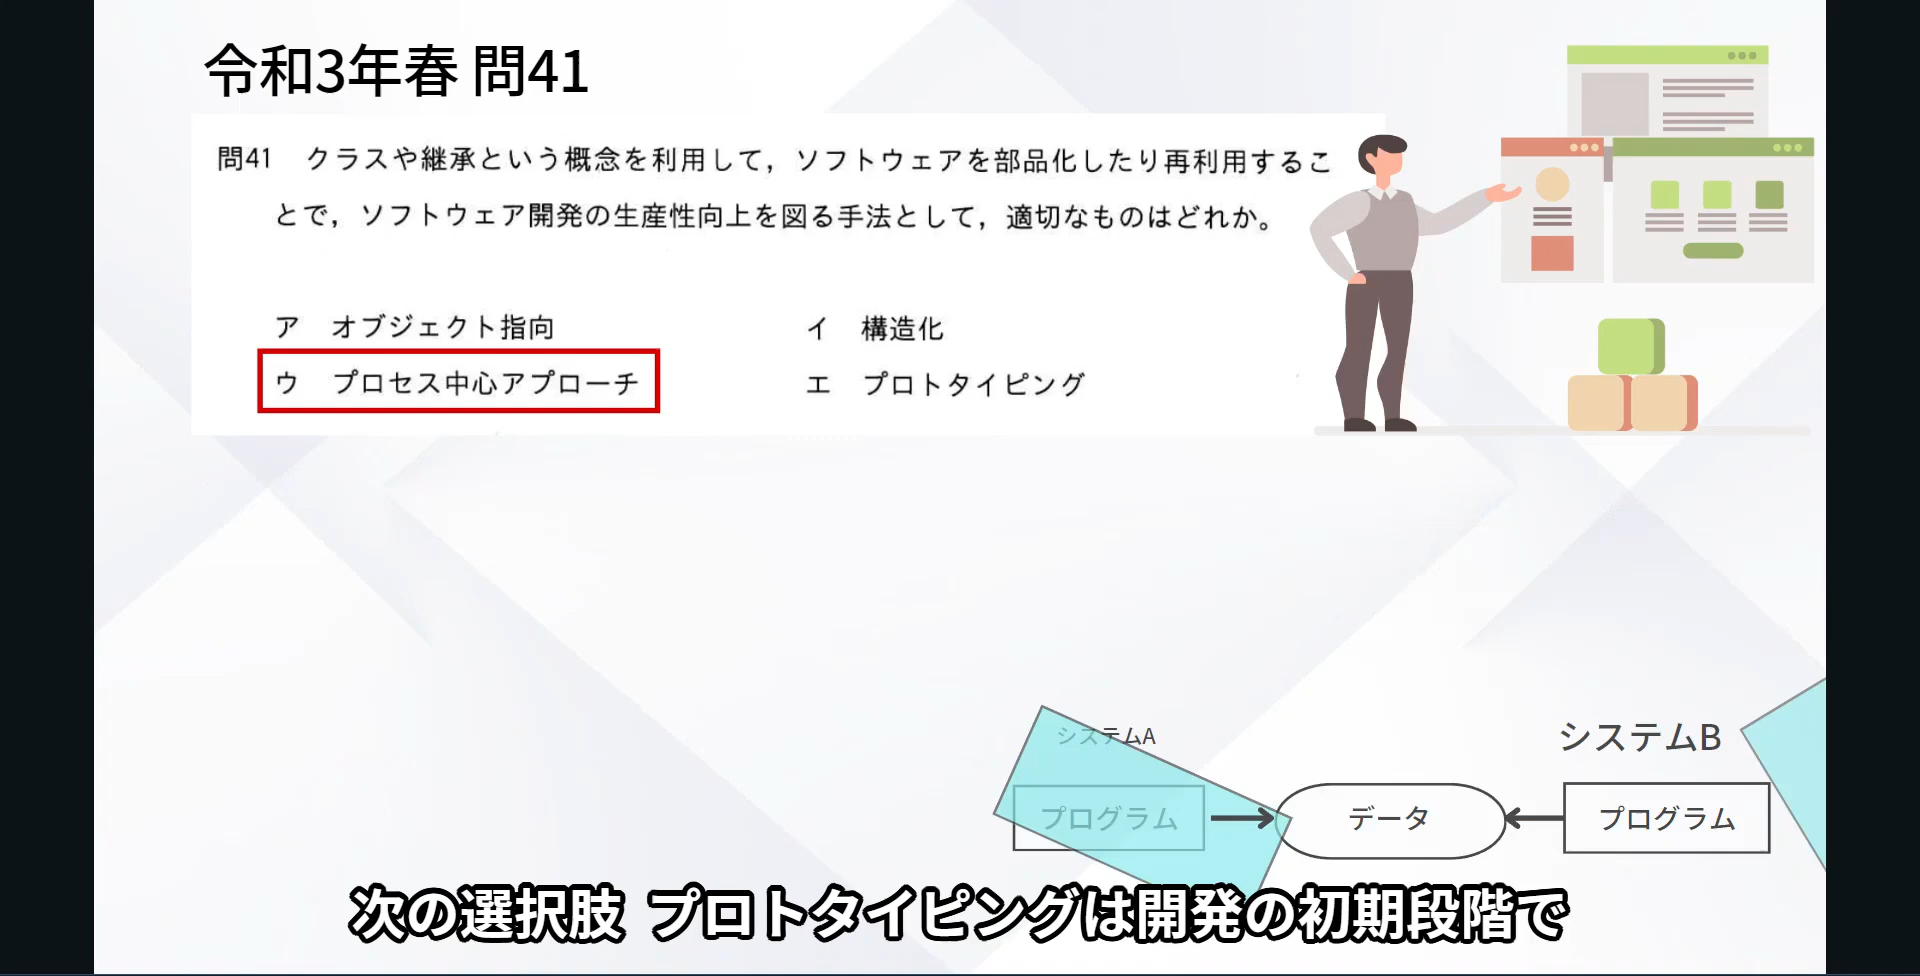 令和3年春 問41
問41 クラスや継承という概念を利用して，ソフトウェアを部品化したり再利用するこ
とで，ソフトウェア開発の生産性向上を図る手法として，適切なものはどれか。
ア オブジェクト指向
イ 構造化
ウ プロセス中心アプローチ
エ プロトタイピング
システムA
システムB
プログラム
データ
プログラム
次の選択肢 プロトタイピングは開発の初期段階で